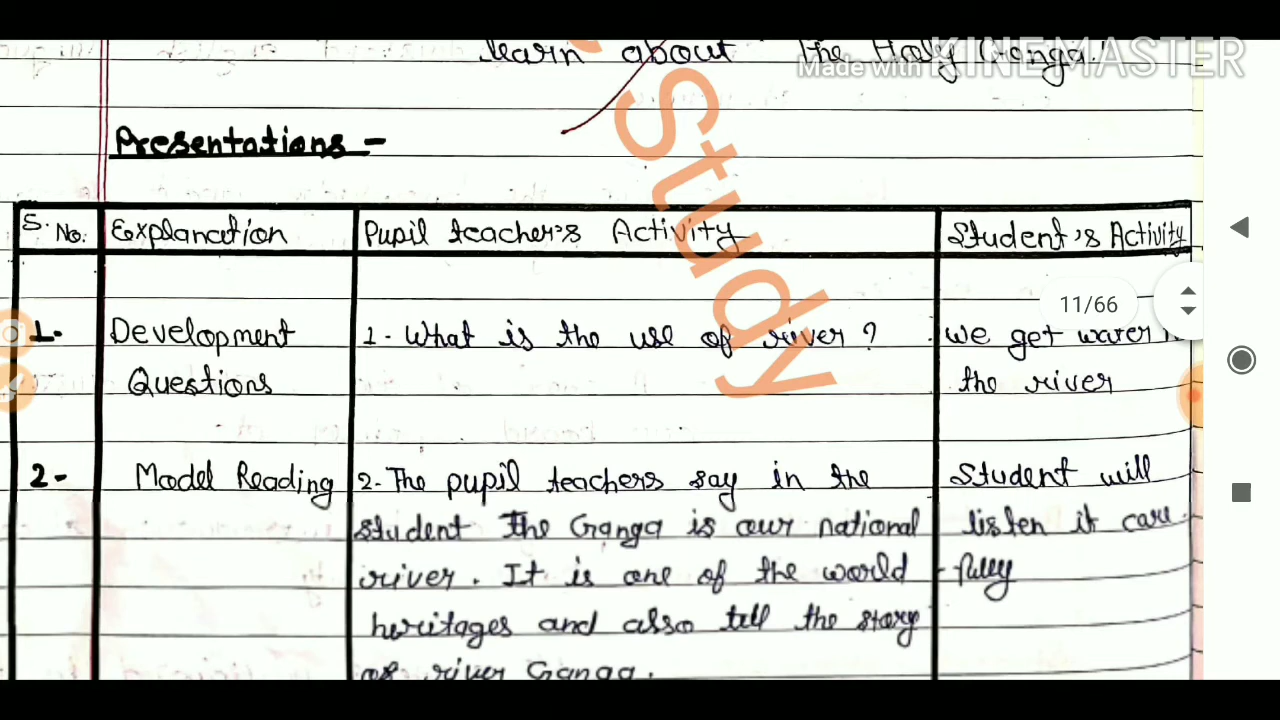 learn about the Holy Ganga!
Made with KINEMASTER
Study
Presentations -
S. No. Explanation Pupil teacher's Activity Student's Activity
11/66
1- Development 1- What is the use of river? We get water
Questions the river
2- Model Reading 2. The pupil teachers say in the Student will
student The Ganga is our national listen it care
river. It is one of the world - fully
heritages and also tell the story
of river Ganga.